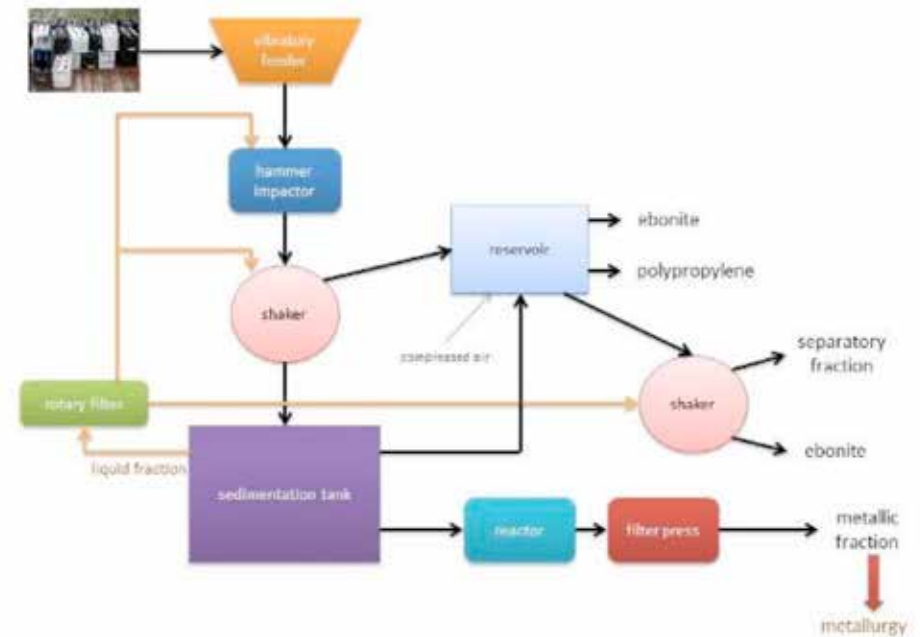 vibratory
feeder
hammer
impactor
shaker
reservoir
ebonite
polypropylene
compressed air
separatory
fraction
shaker
ebonite
rotary filter
liquid fraction
sedimentation tank
reactor
filter press
metallic
fraction
metallurgy